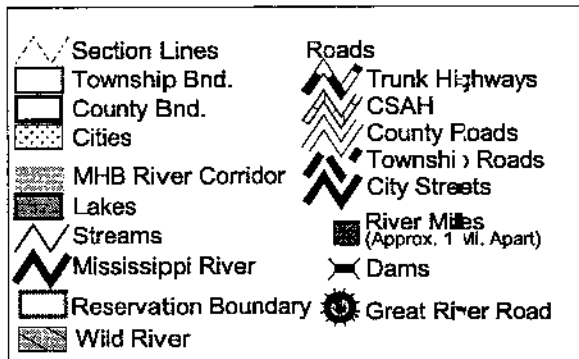 Section Lines
Township Bnd.
County Bnd.
Cities
MHB River Corridor
Lakes
Streams
Mississippi River
Reservation Boundary
Wild River
Roads
Trunk Highways
CSAH
County Roads
Township Roads
City Streets
River Miles
(Approx. 1 Mi. Apart)
Dams
Great River Road